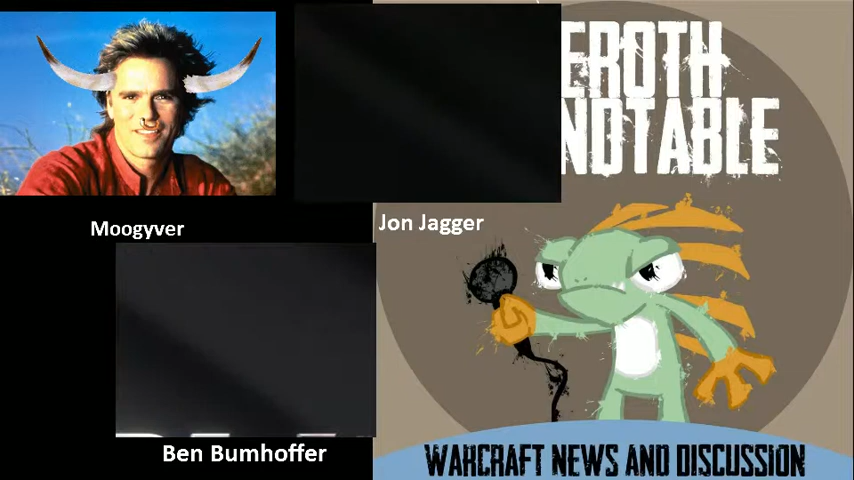 EROTH
NDTABLE
Moogyver
Jon Jagger
Ben Bumhoffer
WARCRAFT NEWS AND DISCUSSION